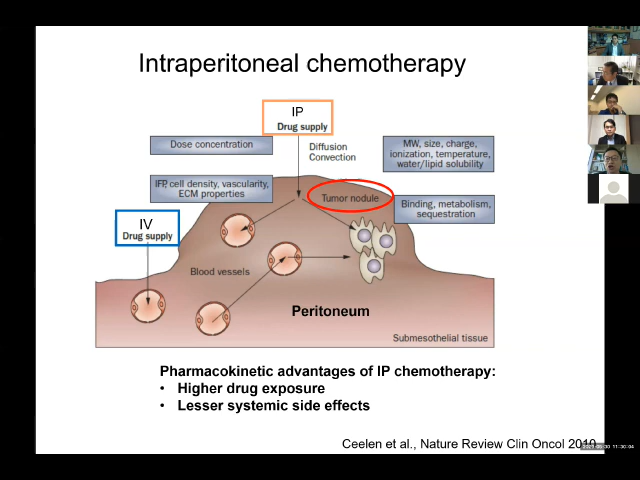 Intraperitoneal chemotherapy
IP
Drug supply
Dose concentration
Diffusion
Convection
MW, size, charge,
ionization, temperature,
water/lipid solubility
IFP, cell density, vascularity,
ECM properties
Tumor nodule
Binding, metabolism,
sequestration
IV
Drug supply
Blood vessels
Peritoneum
Submesothelial tissue
Pharmacokinetic advantages of IP chemotherapy:
• Higher drug exposure
• Lesser systemic side effects
Ceelen et al., Nature Review Clin Oncol